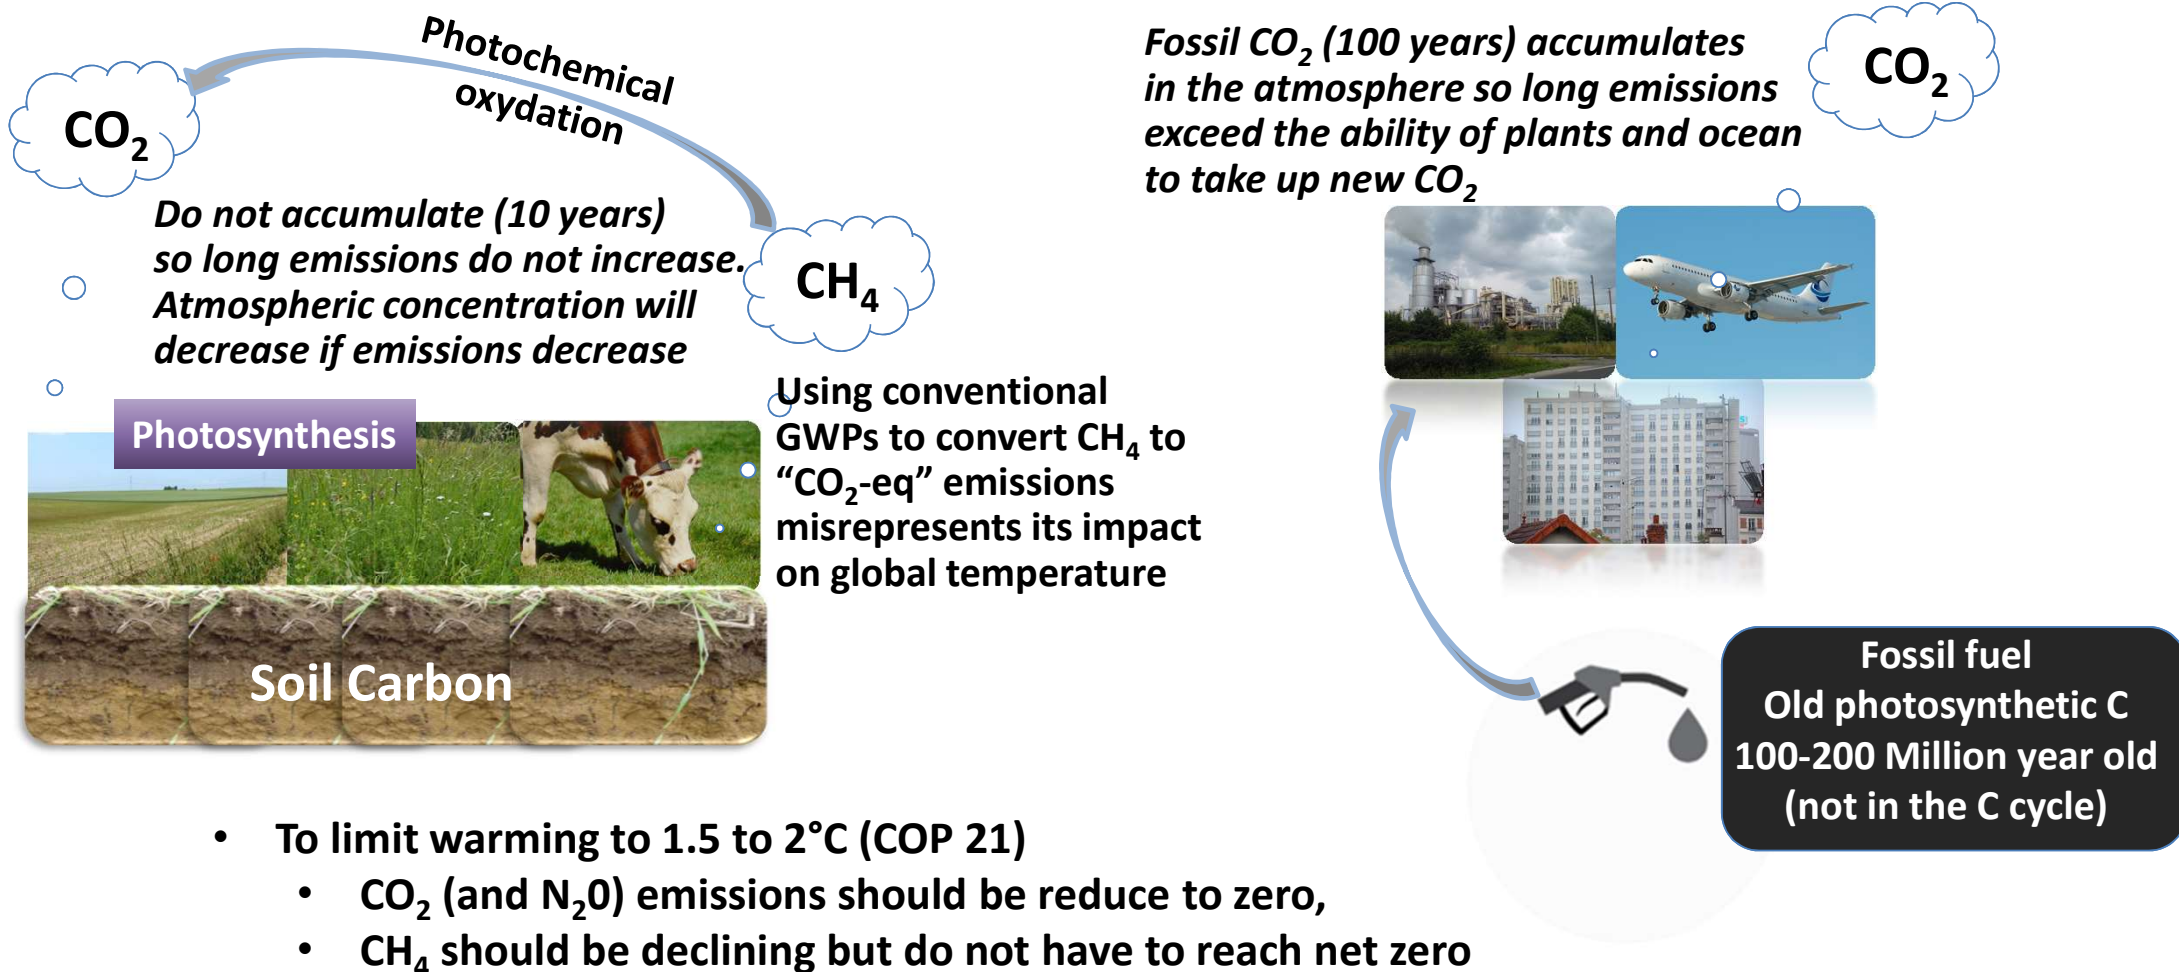 Photochemical
oxydation
CO₂
Do not accumulate (10 years)
so long emissions do not increase.
Atmospheric concentration will
decrease if emissions decrease
CH₄
Using conventional
GWPs to convert CH₄ to
“CO₂-eq” emissions
misrepresents its impact
on global temperature
Photosynthesis
Soil Carbon
Fossil CO₂ (100 years) accumulates
in the atmosphere so long emissions
exceed the ability of plants and ocean
to take up new CO₂
CO₂
Fossil fuel
Old photosynthetic C
100-200 Million year old
(not in the C cycle)
• To limit warming to 1.5 to 2°C (COP 21)
• CO₂ (and N₂0) emissions should be reduce to zero,
• CH₄ should be declining but do not have to reach net zero